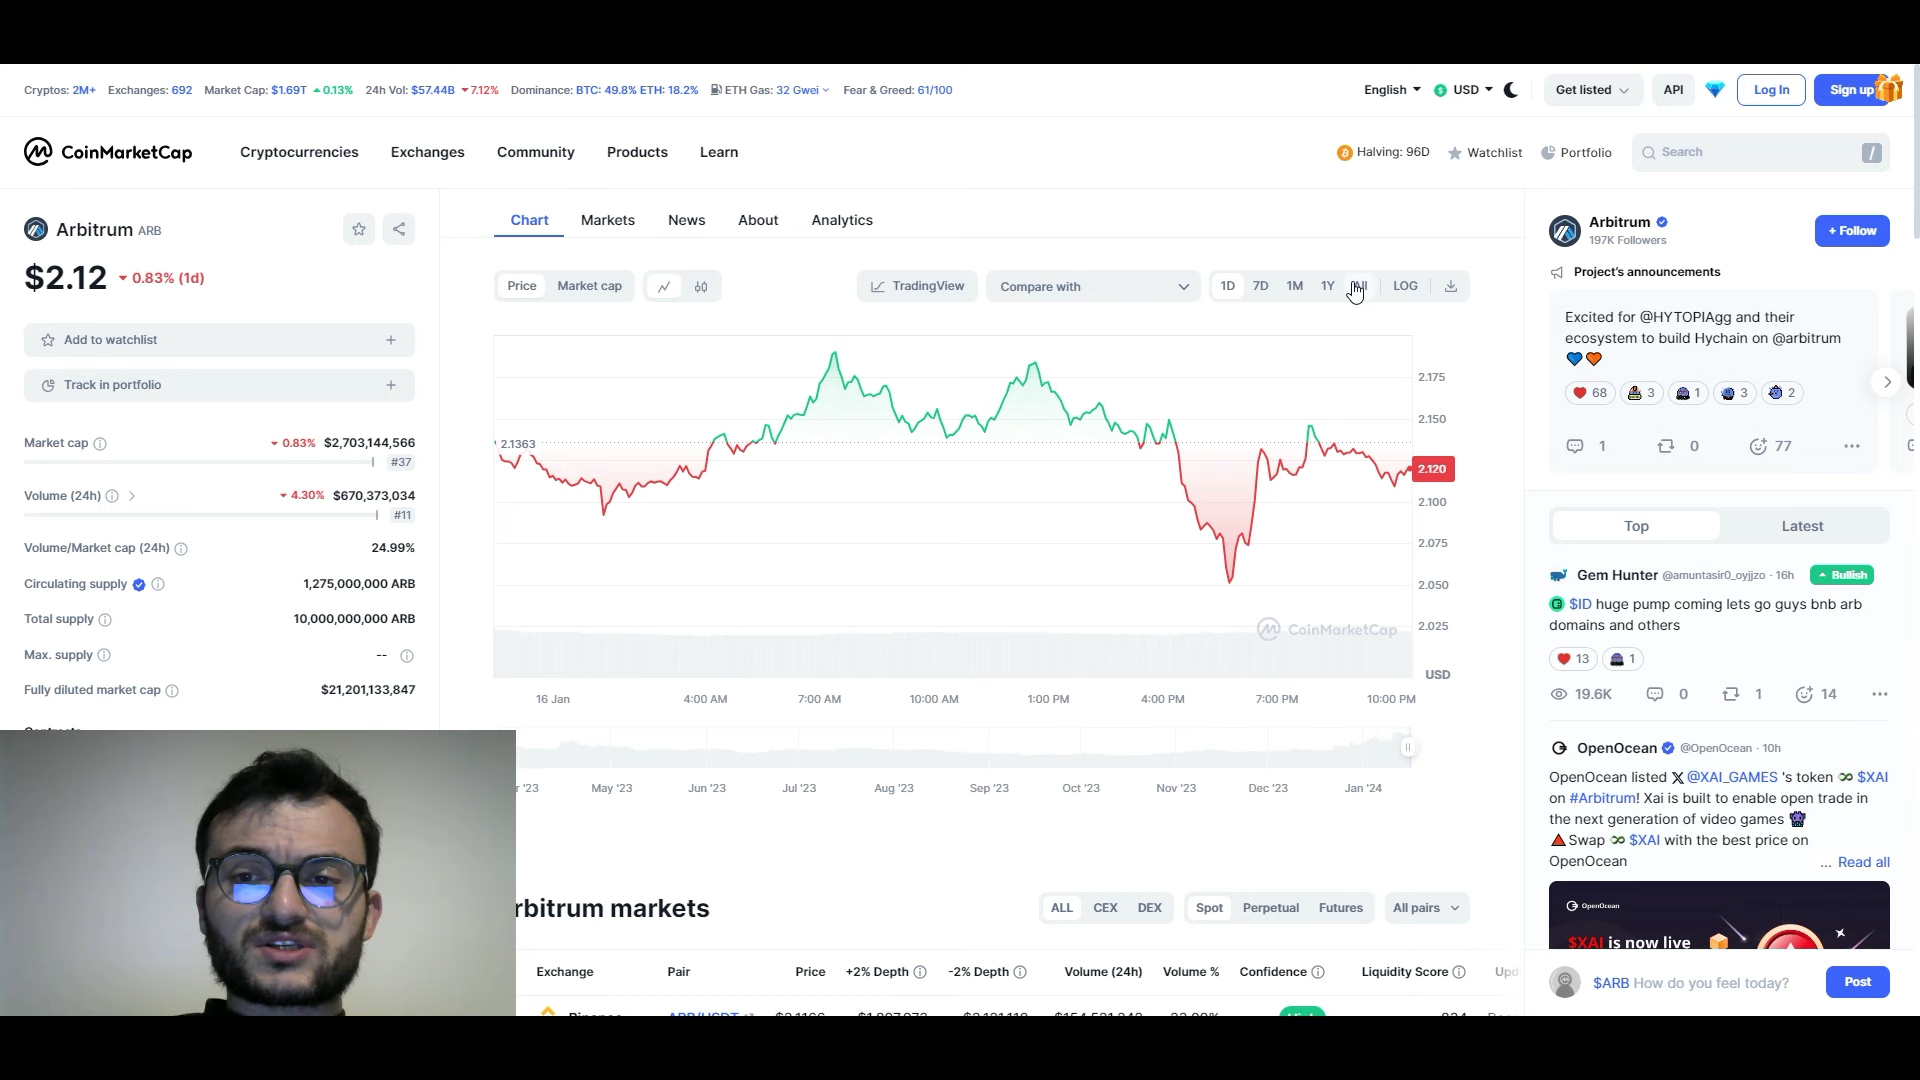 Cryptos: 2M+ Exchanges: 692 Market Cap: $1.69T 0.13% 24h Vol: $57.44B 7.12% Dominance: BTC: 49.8% ETH: 18.2% ETH Gas: 32 Gwei Fear & Greed: 61/100
English USD Get listed API Log In Sign up
CoinMarketCap Cryptocurrencies Exchanges Community Products Learn
Halving: 96D Watchlist Portfolio Search /
Arbitrum ARB
$2.12 0.83% (1d)
Add to watchlist +
Track in portfolio +
Market cap 0.83% $2,703,144,566
#37
Volume (24h) 4.30% $670,373,034
#11
Volume/Market cap (24h) 24.99%
Circulating supply 1,275,000,000 ARB
Total supply 10,000,000,000 ARB
Max. supply --
Fully diluted market cap $21,201,133,847
Chart Markets News About Analytics
Price Market cap TradingView Compare with 1D 7D 1M 1Y All LOG
2.175
2.150
2.1363
2.120
2.100
2.075
2.050
2.025
CoinMarketCap
USD
16 Jan 4:00 AM 7:00 AM 10:00 AM 1:00 PM 4:00 PM 7:00 PM 10:00 PM
'23 May '23 Jun '23 Jul '23 Aug '23 Sep '23 Oct '23 Nov '23 Dec '23 Jan '24
rbitrum markets
ALL CEX DEX Spot Perpetual Futures All pairs
Exchange Pair Price +2% Depth -2% Depth Volume (24h) Volume % Confidence Liquidity Score Upd
Arbitrum
197K Followers
+ Follow
Project's announcements
Excited for @HYTOPIAgg and their
ecosystem to build Hychain on @arbitrum
68 3 1 3 2
1 0 77
Top Latest
Gem Hunter @amuntasir0_oyjjzo · 16h Bullish
$ID huge pump coming lets go guys bnb arb
domains and others
13 1
19.6K 0 1 14
OpenOcean @OpenOcean · 10h
OpenOcean listed @XAI_GAMES 's token $XAI
on #Arbitrum! Xai is built to enable open trade in
the next generation of video games
Swap $XAI with the best price on
OpenOcean ... Read all
OpenOcean
$XAI is now live
$ARB How do you feel today? Post